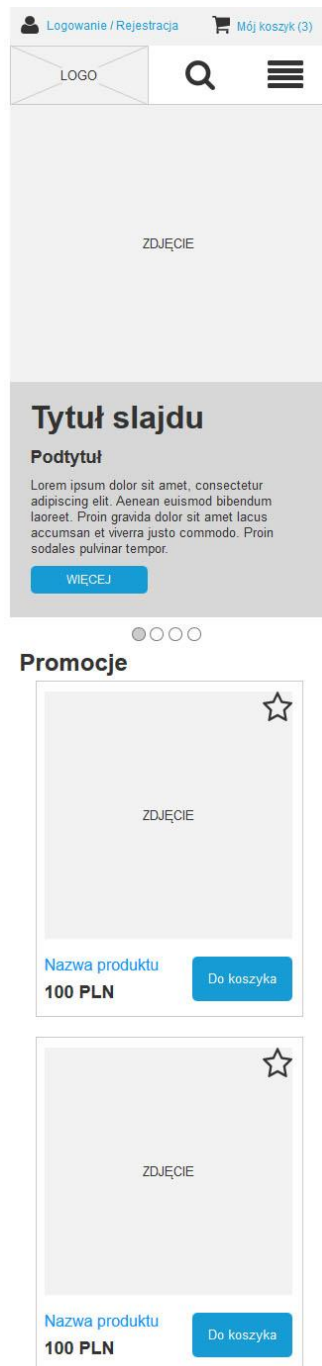 Logowanie / Rejestracja
Mój koszyk (3)
LOGO
ZDJĘCIE
Tytuł slajdu
Podtytuł
Lorem ipsum dolor sit amet, consectetur
adipiscing elit. Aenean euismod bibendum
laoreet. Proin gravida dolor sit amet lacus
accumsan et viverra justo commodo. Proin
sodales pulvinar tempor.
WIĘCEJ
Promocje
ZDJĘCIE
Nazwa produktu
100 PLN
Do koszyka
ZDJĘCIE
Nazwa produktu
100 PLN
Do koszyka